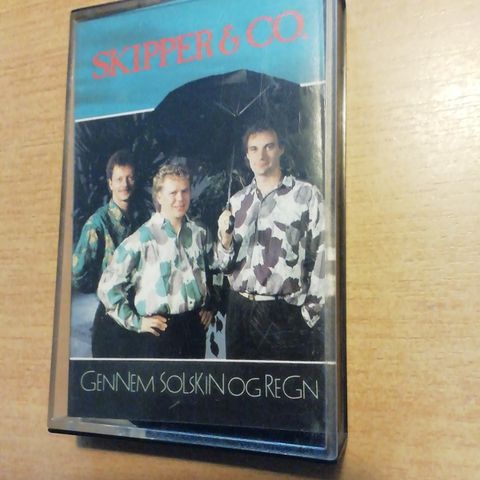 SKIPPER & CO.
GENNEM SOLSKIN OG REGN